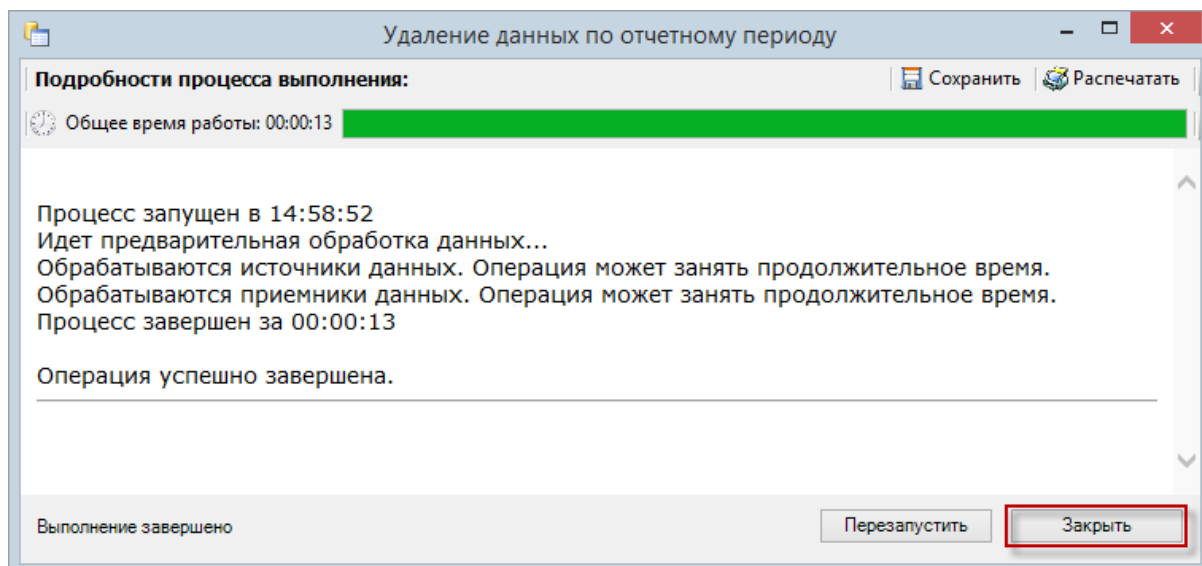 Удаление данных по отчетному периоду
Подробности процесса выполнения:
Сохранить
Распечатать
Общее время работы: 00:00:13
Процесс запущен в 14:58:52
Идет предварительная обработка данных...
Обрабатываются источники данных. Операция может занять продолжительное время.
Обрабатываются приемники данных. Операция может занять продолжительное время.
Процесс завершен за 00:00:13
Операция успешно завершена.
Выполнение завершено
Перезапустить
Закрыть